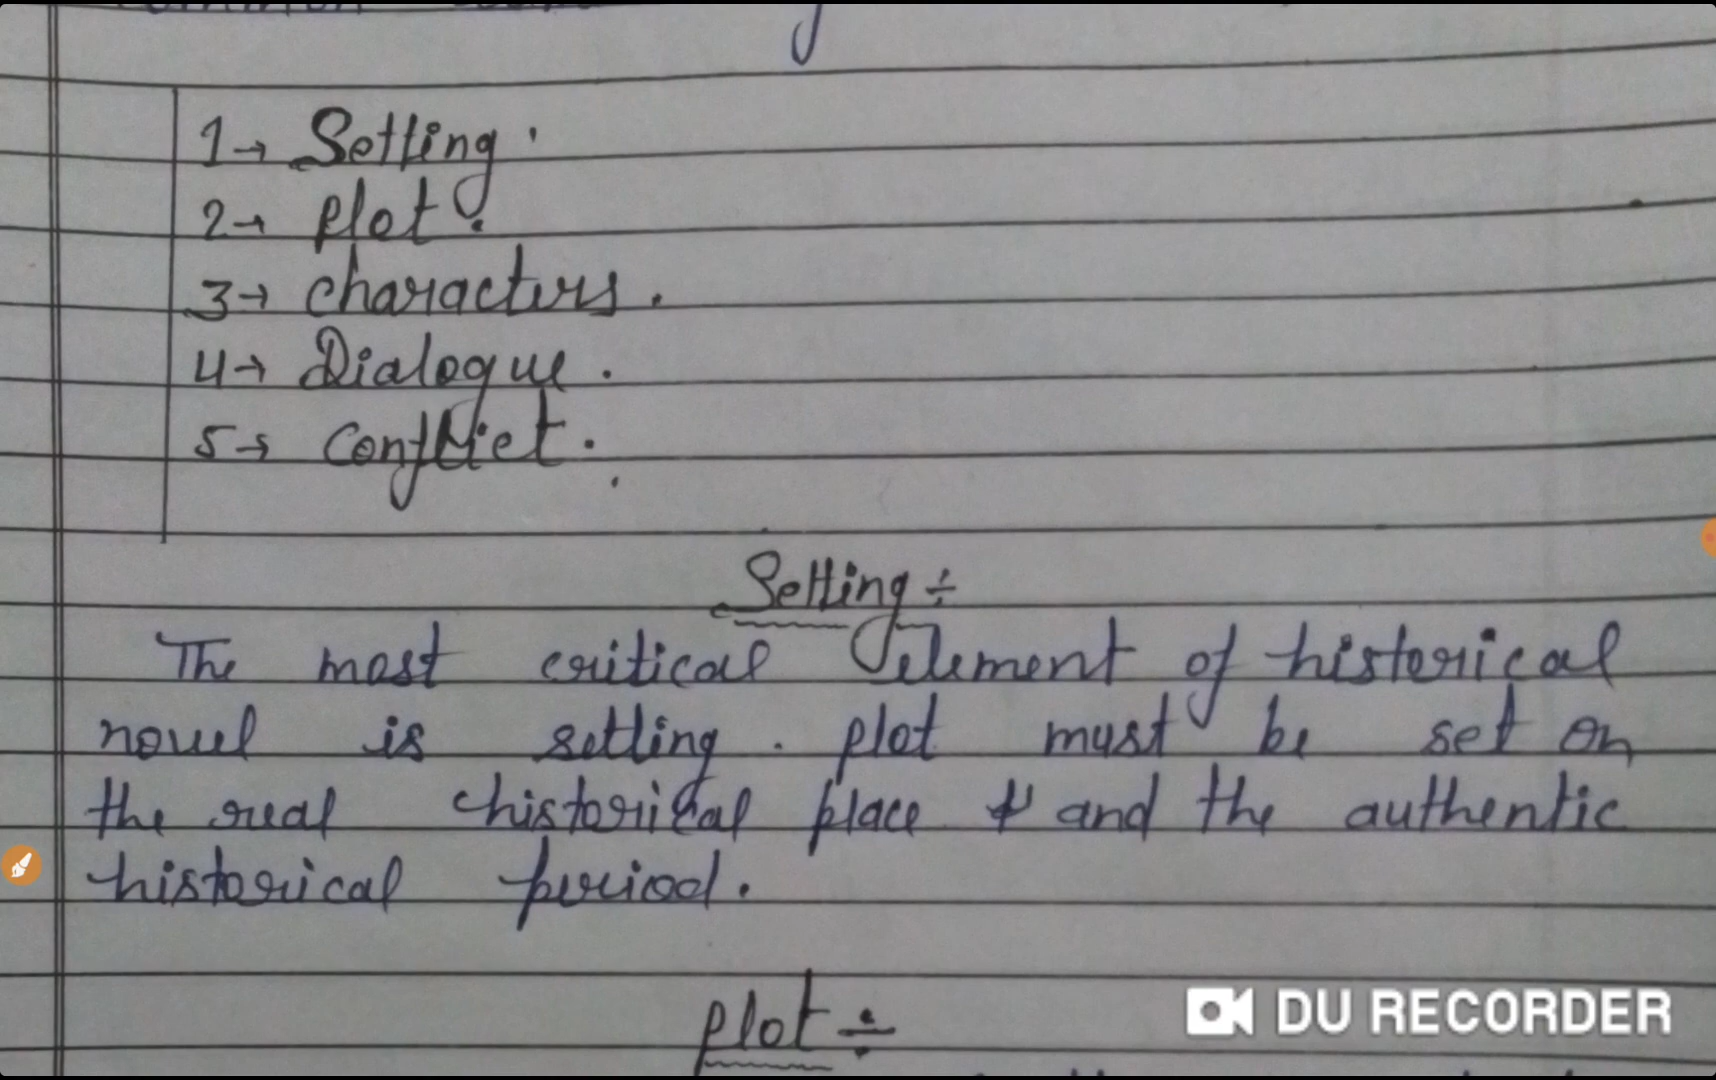 1→ Setting.
2→ Plot.
3→ characters.
4→ Dialogue.
5→ conflict.
Setting ÷
The most critical element of historical
novel is setting. plot must be set on
the real historical place and the authentic
historical period.
plot ÷
DU RECORDER